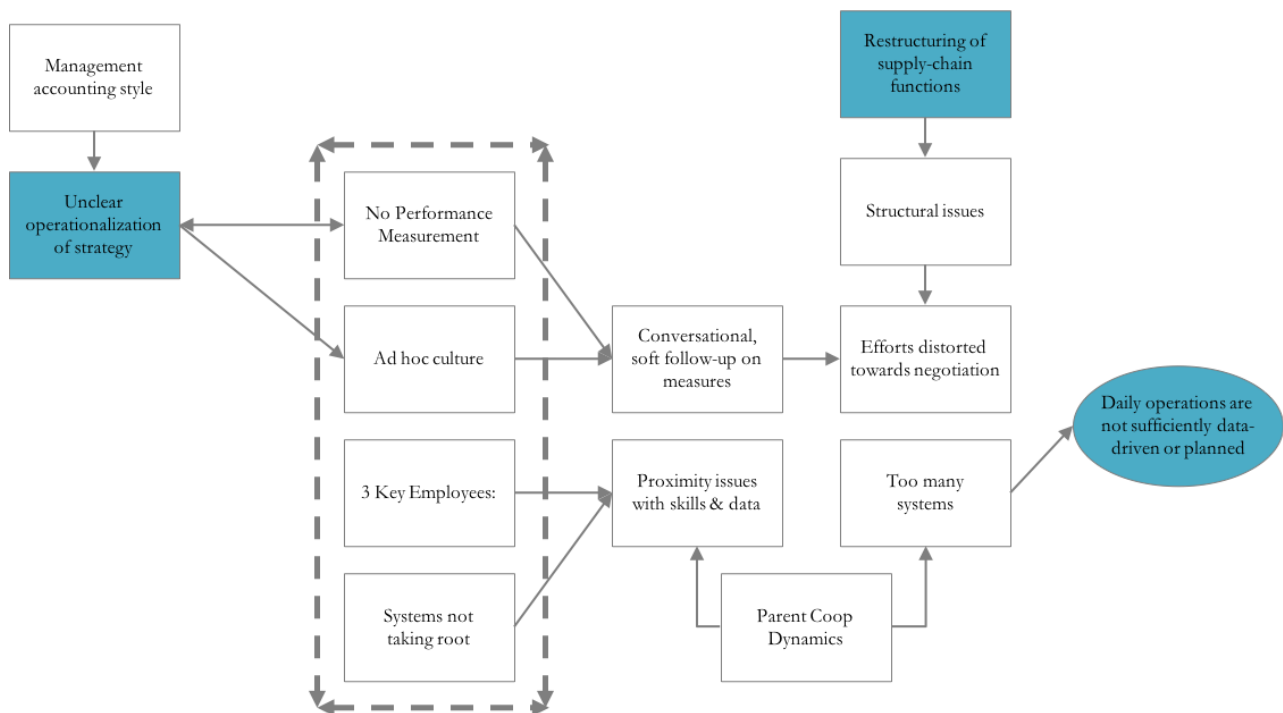 Management
accounting style
Restructuring of
supply-chain
functions
Unclear
operationalization
of strategy
No Performance
Measurement
Structural issues
Ad hoc culture
Conversational,
soft follow-up on
measures
Efforts distorted
towards negotiation
Daily operations are
not sufficiently data-
driven or planned
3 Key Employees:
Proximity issues
with skills & data
Too many
systems
Systems not
taking root
Parent Coop
Dynamics